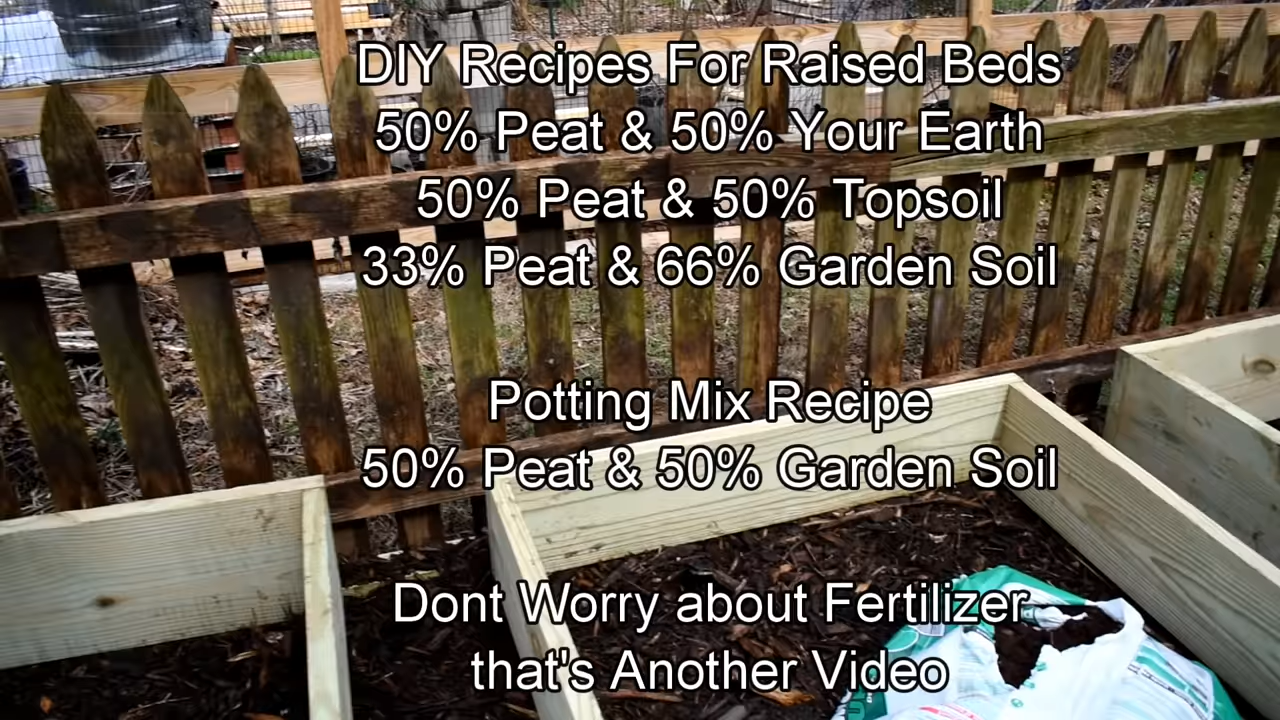 DIY Recipes For Raised Beds
50% Peat & 50% Your Earth
50% Peat & 50% Topsoil
33% Peat & 66% Garden Soil
Potting Mix Recipe
50% Peat & 50% Garden Soil
Dont Worry about Fertilizer
that's Another Video